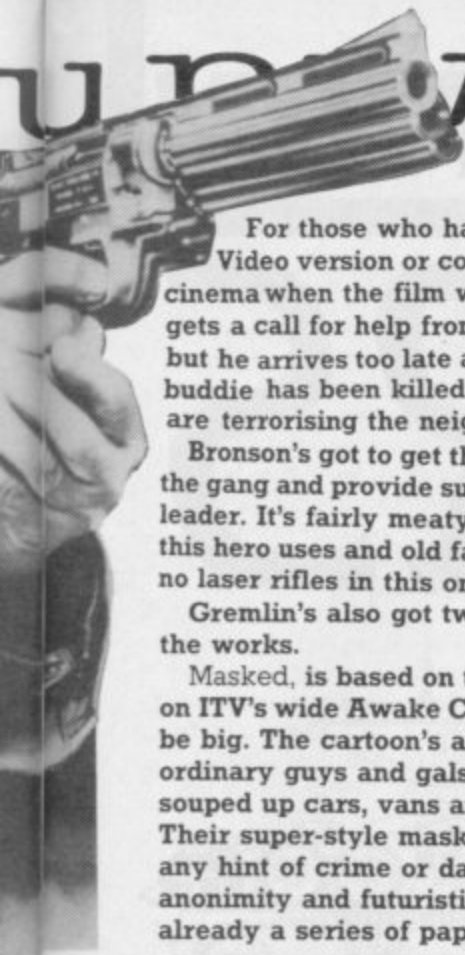 For those who ha
Video version or co
cinema when the film w
gets a call for help fron
but he arrives too late a
buddie has been killed
are terrorising the neig
Bronson's got to get th
the gang and provide su
leader. It's fairly meaty
this hero uses and old fa
no laser rifles in this on
Gremlin's also got tw
the works.
Masked, is based on t
on ITV's wide Awake C
be big. The cartoon's a
ordinary guys and gals
souped up cars, vans a
Their super-style mask
any hint of crime or da
anonimity and futuristi
already a series of pap